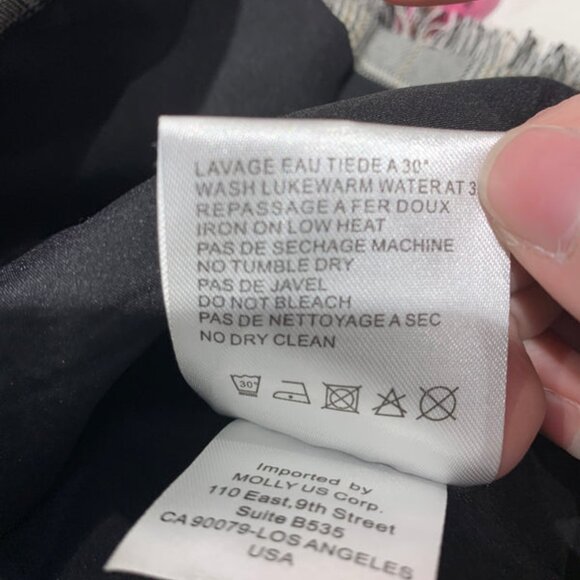 LAVAGE EAU TIEDE A 30°
WASH LUKEWARM WATER AT 3
REPASSAGE A FER DOUX
IRON ON LOW HEAT
PAS DE SECHAGE MACHINE
NO TUMBLE DRY
PAS DE JAVEL
DO NOT BLEACH
PAS DE NETTOYAGE A SEC
NO DRY CLEAN
30°
Imported by
MOLLY US Corp.
110 East,9th Street
Suite B535
CA 90079-LOS ANGELES
USA